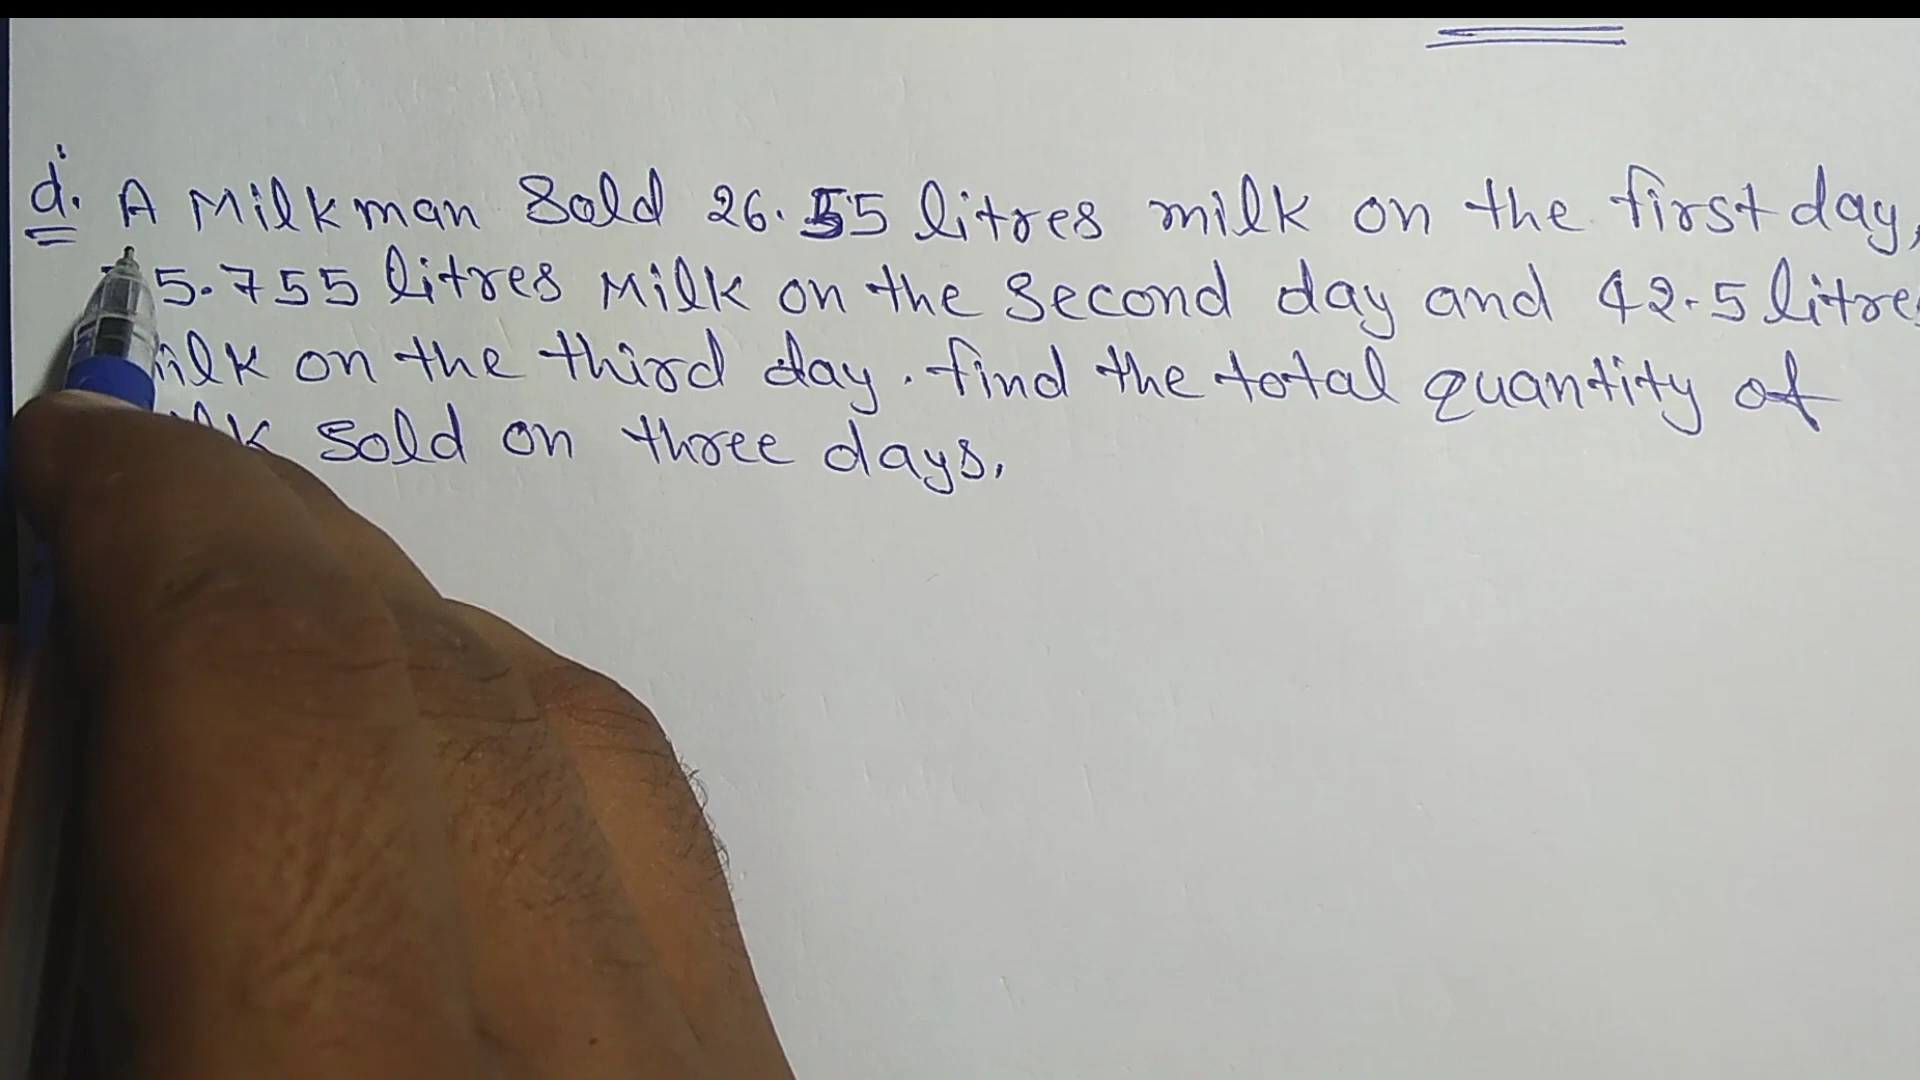 d. A Milkman Sold 26.55 litres milk on the first day,
5.755 litres Milk on the Second day and 42.5 litres
on the third day. find the total quantity of
Sold on three days.